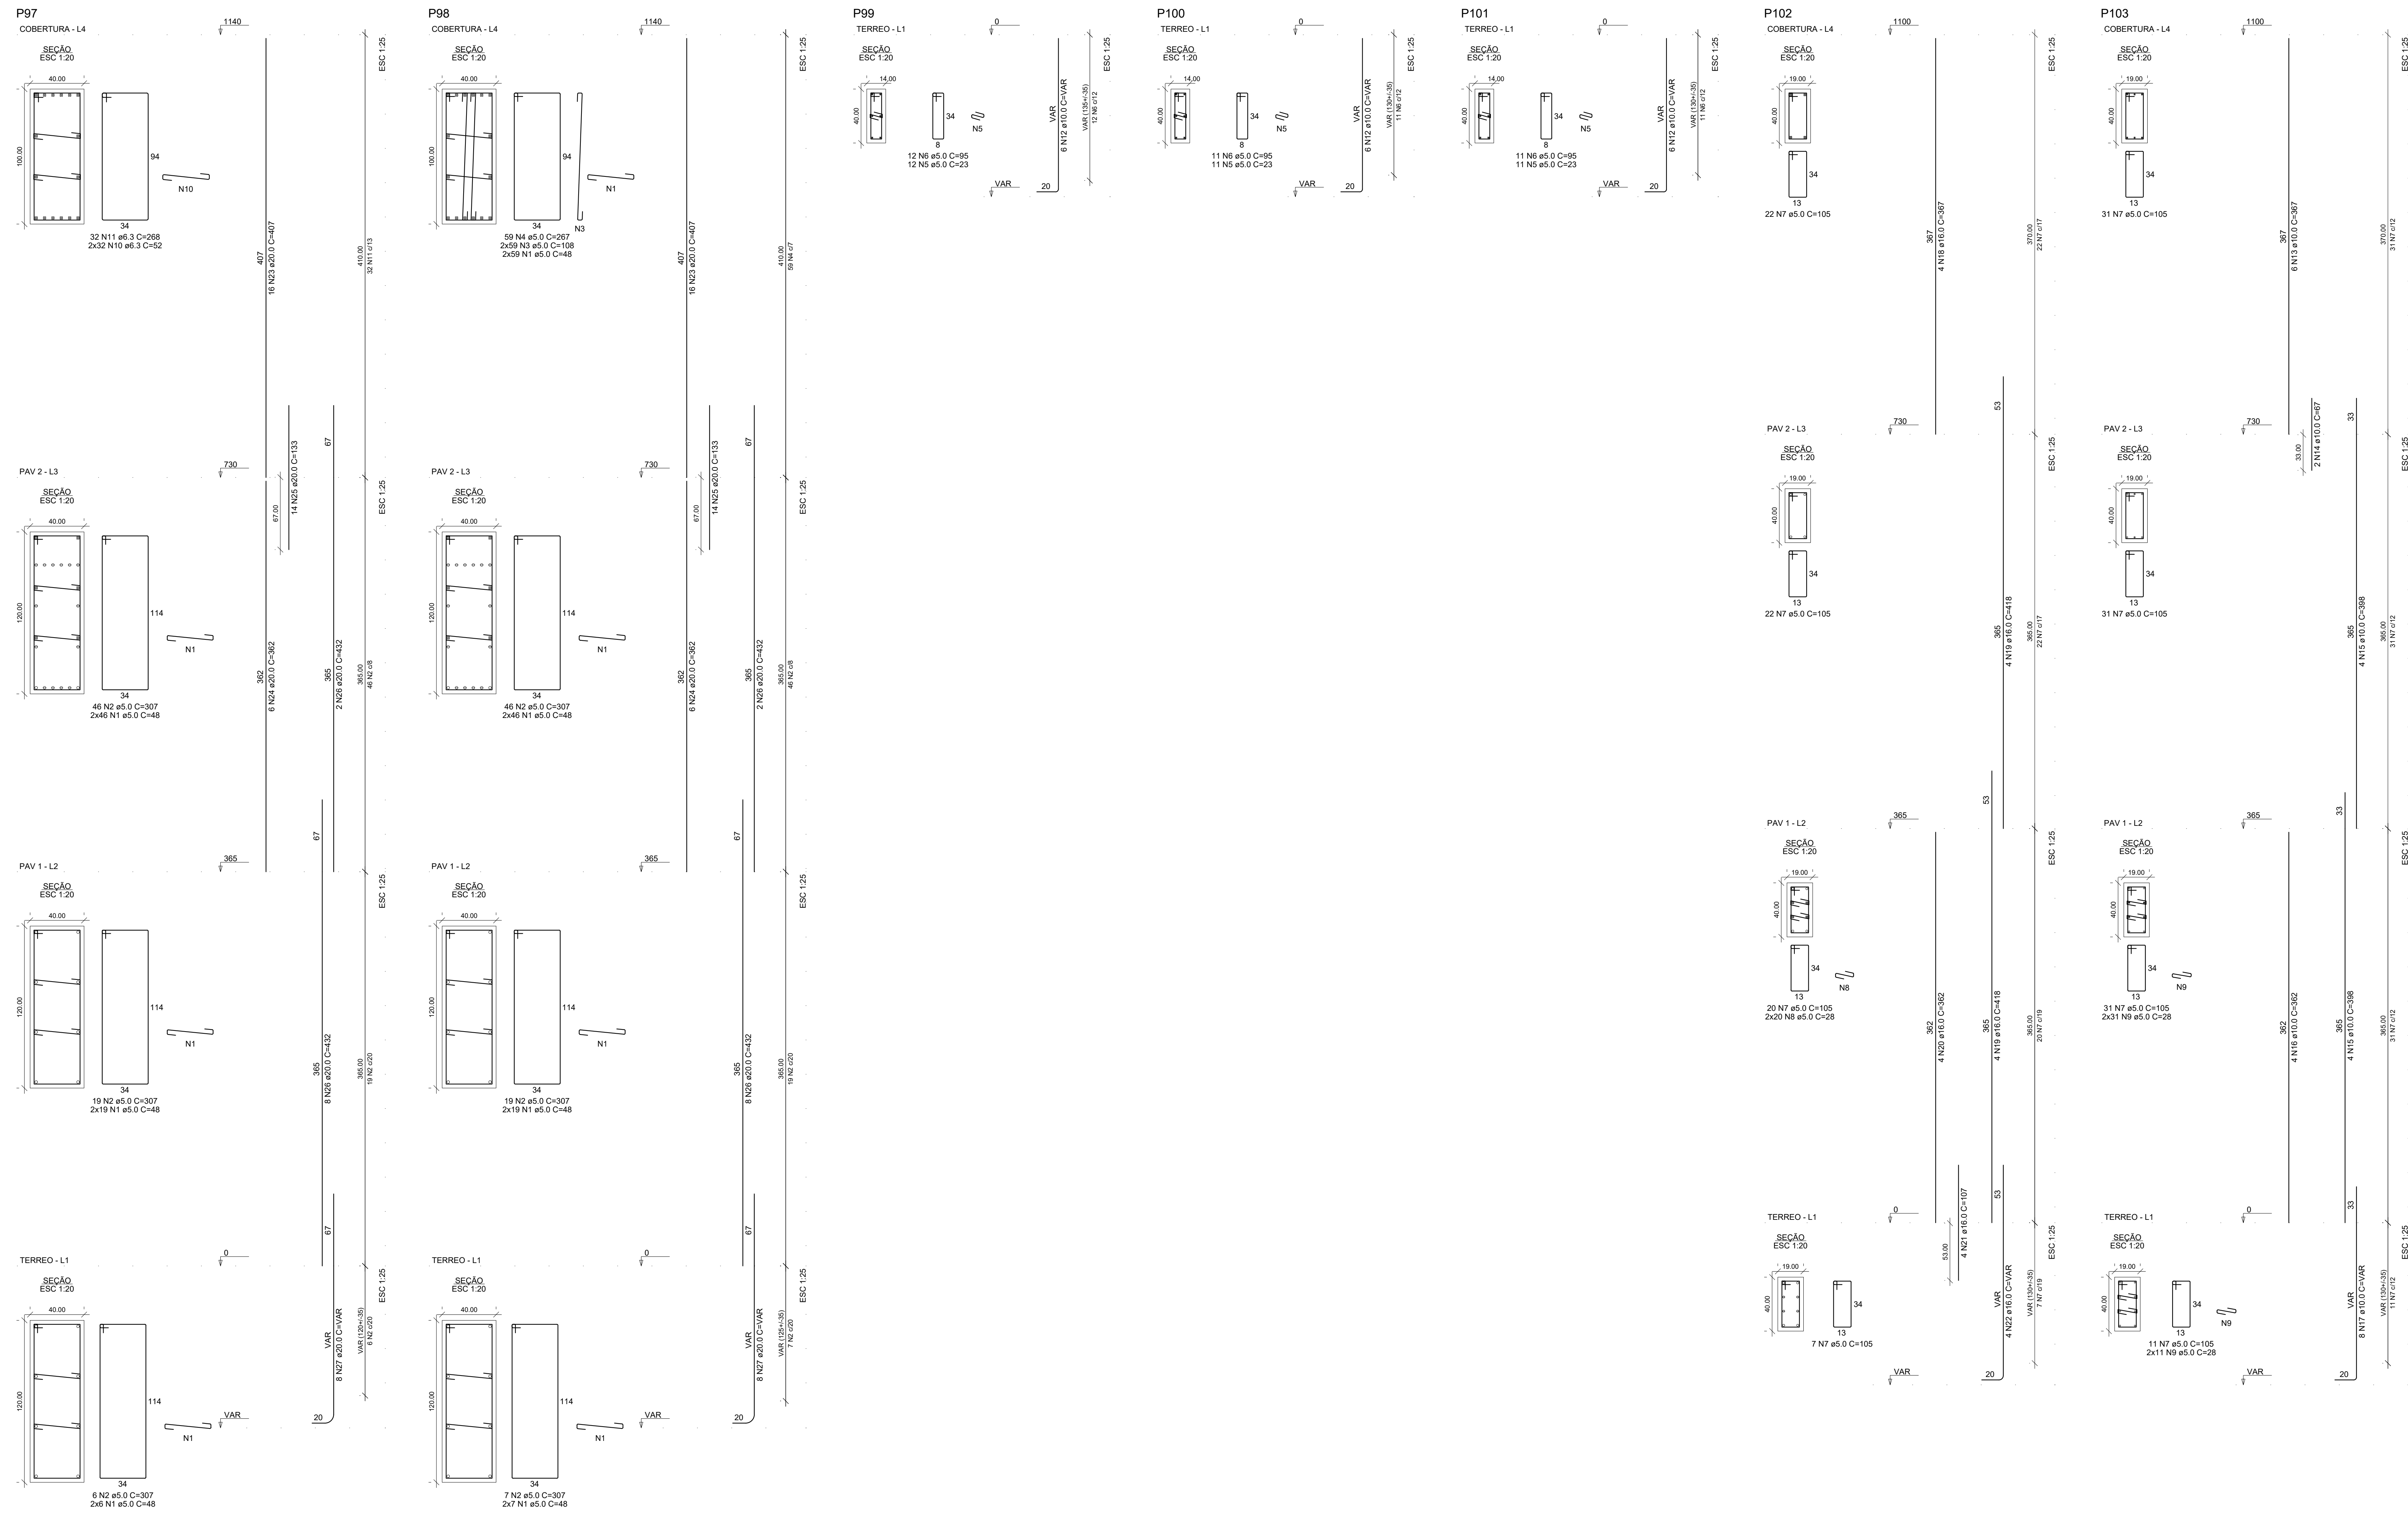 P97
COBERTURA - L4
1140
SEÇÃO
ESC 1:20
ESC 1:25
40.00
100.00
94
34
N10
32 N11 ø6.3 C=268
2x32 N10 ø6.3 C=52
407
16 N23 ø20.0 C=407
410.00
32 N11 c/13
67
14 N25 ø20.0 C=133
67.00
PAV 2 - L3
730
SEÇÃO
ESC 1:20
ESC 1:25
40.00
120.00
114
34
N1
46 N2 ø5.0 C=307
2x46 N1 ø5.0 C=48
362
6 N24 ø20.0 C=362
365
2 N26 ø20.0 C=432
365.00
46 N2 c/8
67
PAV 1 - L2
365
SEÇÃO
ESC 1:20
ESC 1:25
40.00
120.00
114
34
N1
19 N2 ø5.0 C=307
2x19 N1 ø5.0 C=48
365
8 N26 ø20.0 C=432
365.00
19 N2 c/20
67
TERREO - L1
0
SEÇÃO
ESC 1:20
ESC 1:25
40.00
120.00
114
34
N1
6 N2 ø5.0 C=307
2x6 N1 ø5.0 C=48
VAR
8 N27 ø20.0 C=VAR
VAR (120+/-35)
6 N2 c/20
VAR
20
P98
COBERTURA - L4
1140
SEÇÃO
ESC 1:20
ESC 1:25
40.00
100.00
94
34
N1
N3
59 N4 ø5.0 C=267
2x59 N3 ø5.0 C=108
2x59 N1 ø5.0 C=48
407
16 N23 ø20.0 C=407
410.00
59 N4 c/7
67
14 N25 ø20.0 C=133
67.00
PAV 2 - L3
730
SEÇÃO
ESC 1:20
ESC 1:25
40.00
120.00
114
34
N1
46 N2 ø5.0 C=307
2x46 N1 ø5.0 C=48
362
6 N24 ø20.0 C=362
365
2 N26 ø20.0 C=432
365.00
46 N2 c/8
67
PAV 1 - L2
365
SEÇÃO
ESC 1:20
ESC 1:25
40.00
120.00
114
34
N1
19 N2 ø5.0 C=307
2x19 N1 ø5.0 C=48
365
8 N26 ø20.0 C=432
365.00
19 N2 c/20
67
TERREO - L1
0
SEÇÃO
ESC 1:20
ESC 1:25
40.00
120.00
114
34
N1
7 N2 ø5.0 C=307
2x7 N1 ø5.0 C=48
VAR
8 N27 ø20.0 C=VAR
VAR (125+/-35)
7 N2 c/20
VAR
20
P99
TERREO - L1
0
SEÇÃO
ESC 1:20
ESC 1:25
14.00
40.00
34
8
N5
12 N6 ø5.0 C=95
12 N5 ø5.0 C=23
VAR
6 N12 ø10.0 C=VAR
VAR (135+/-35)
12 N6 c/12
VAR
20
P100
TERREO - L1
0
SEÇÃO
ESC 1:20
ESC 1:25
14.00
40.00
34
8
N5
11 N6 ø5.0 C=95
11 N5 ø5.0 C=23
VAR
6 N12 ø10.0 C=VAR
VAR (130+/-35)
11 N6 c/12
VAR
20
P101
TERREO - L1
0
SEÇÃO
ESC 1:20
ESC 1:25
14.00
40.00
34
8
N5
11 N6 ø5.0 C=95
11 N5 ø5.0 C=23
VAR
6 N12 ø10.0 C=VAR
VAR (130+/-35)
11 N6 c/12
VAR
20
P102
COBERTURA - L4
1100
SEÇÃO
ESC 1:20
ESC 1:25
19.00
40.00
34
13
22 N7 ø5.0 C=105
367
4 N18 ø16.0 C=367
370.00
22 N7 c/17
53
PAV 2 - L3
730
SEÇÃO
ESC 1:20
ESC 1:25
19.00
40.00
34
13
22 N7 ø5.0 C=105
365
4 N19 ø16.0 C=418
365.00
22 N7 c/17
53
PAV 1 - L2
365
SEÇÃO
ESC 1:20
ESC 1:25
19.00
40.00
34
13
N8
20 N7 ø5.0 C=105
2x20 N8 ø5.0 C=28
362
4 N20 ø16.0 C=362
365
4 N19 ø16.0 C=418
365.00
20 N7 c/19
53
4 N21 ø16.0 C=107
53.00
TERREO - L1
0
SEÇÃO
ESC 1:20
ESC 1:25
19.00
40.00
34
13
7 N7 ø5.0 C=105
VAR
4 N22 ø16.0 C=VAR
VAR (130+/-35)
7 N7 c/19
VAR
20
P103
COBERTURA - L4
1100
SEÇÃO
ESC 1:20
ESC 1:25
19.00
40.00
34
13
31 N7 ø5.0 C=105
367
6 N13 ø10.0 C=367
370.00
31 N7 c/12
33
2 N14 ø10.0 C=67
33.00
PAV 2 - L3
730
SEÇÃO
ESC 1:20
ESC 1:25
19.00
40.00
34
13
31 N7 ø5.0 C=105
365
4 N15 ø10.0 C=398
365.00
31 N7 c/12
33
PAV 1 - L2
365
SEÇÃO
ESC 1:20
ESC 1:25
19.00
40.00
34
13
N9
31 N7 ø5.0 C=105
2x31 N9 ø5.0 C=28
362
4 N16 ø10.0 C=362
365
4 N15 ø10.0 C=398
365.00
31 N7 c/12
33
TERREO - L1
0
SEÇÃO
ESC 1:20
ESC 1:25
19.00
40.00
34
13
N9
11 N7 ø5.0 C=105
2x11 N9 ø5.0 C=28
VAR
8 N17 ø10.0 C=VAR
VAR (130+/-35)
11 N7 c/12
VAR
20